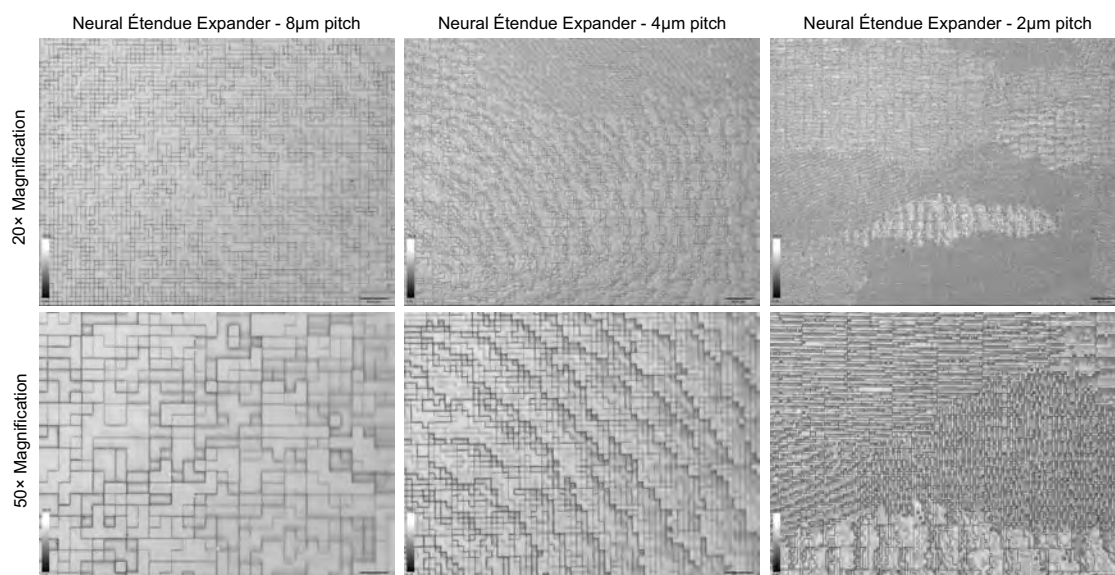 Neural Étendue Expander - 8μm pitch
Neural Étendue Expander - 4μm pitch
Neural Étendue Expander - 2μm pitch
20× Magnification
50× Magnification